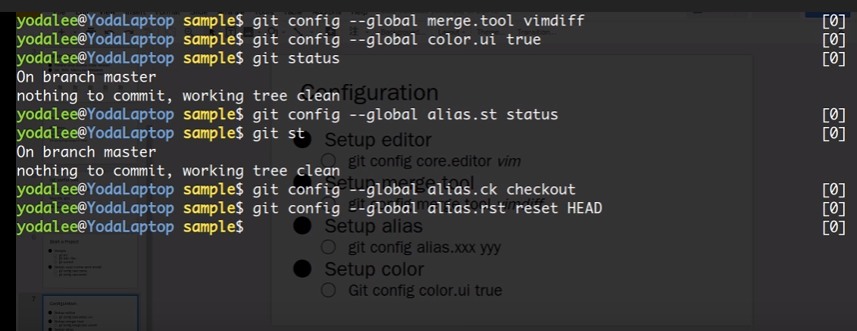 yodalee@YodaLaptop sample$ git config --global merge.tool vimdiff [0]
yodalee@YodaLaptop sample$ git config --global color.ui true [0]
yodalee@YodaLaptop sample$ git status [0]
On branch master
nothing to commit, working tree clean
yodalee@YodaLaptop sample$ git config --global alias.st status [0]
yodalee@YodaLaptop sample$ git st [0]
On branch master
nothing to commit, working tree clean
yodalee@YodaLaptop sample$ git config --global alias.ck checkout [0]
yodalee@YodaLaptop sample$ git config --global alias.rst reset HEAD [0]
yodalee@YodaLaptop sample$ [0]
Configuration
Setup editor
git config core.editor vim
Setup merge tool
git config merge.tool vimdiff
Setup alias
git config alias.xxx yyy
Setup color
Git config color.ui true